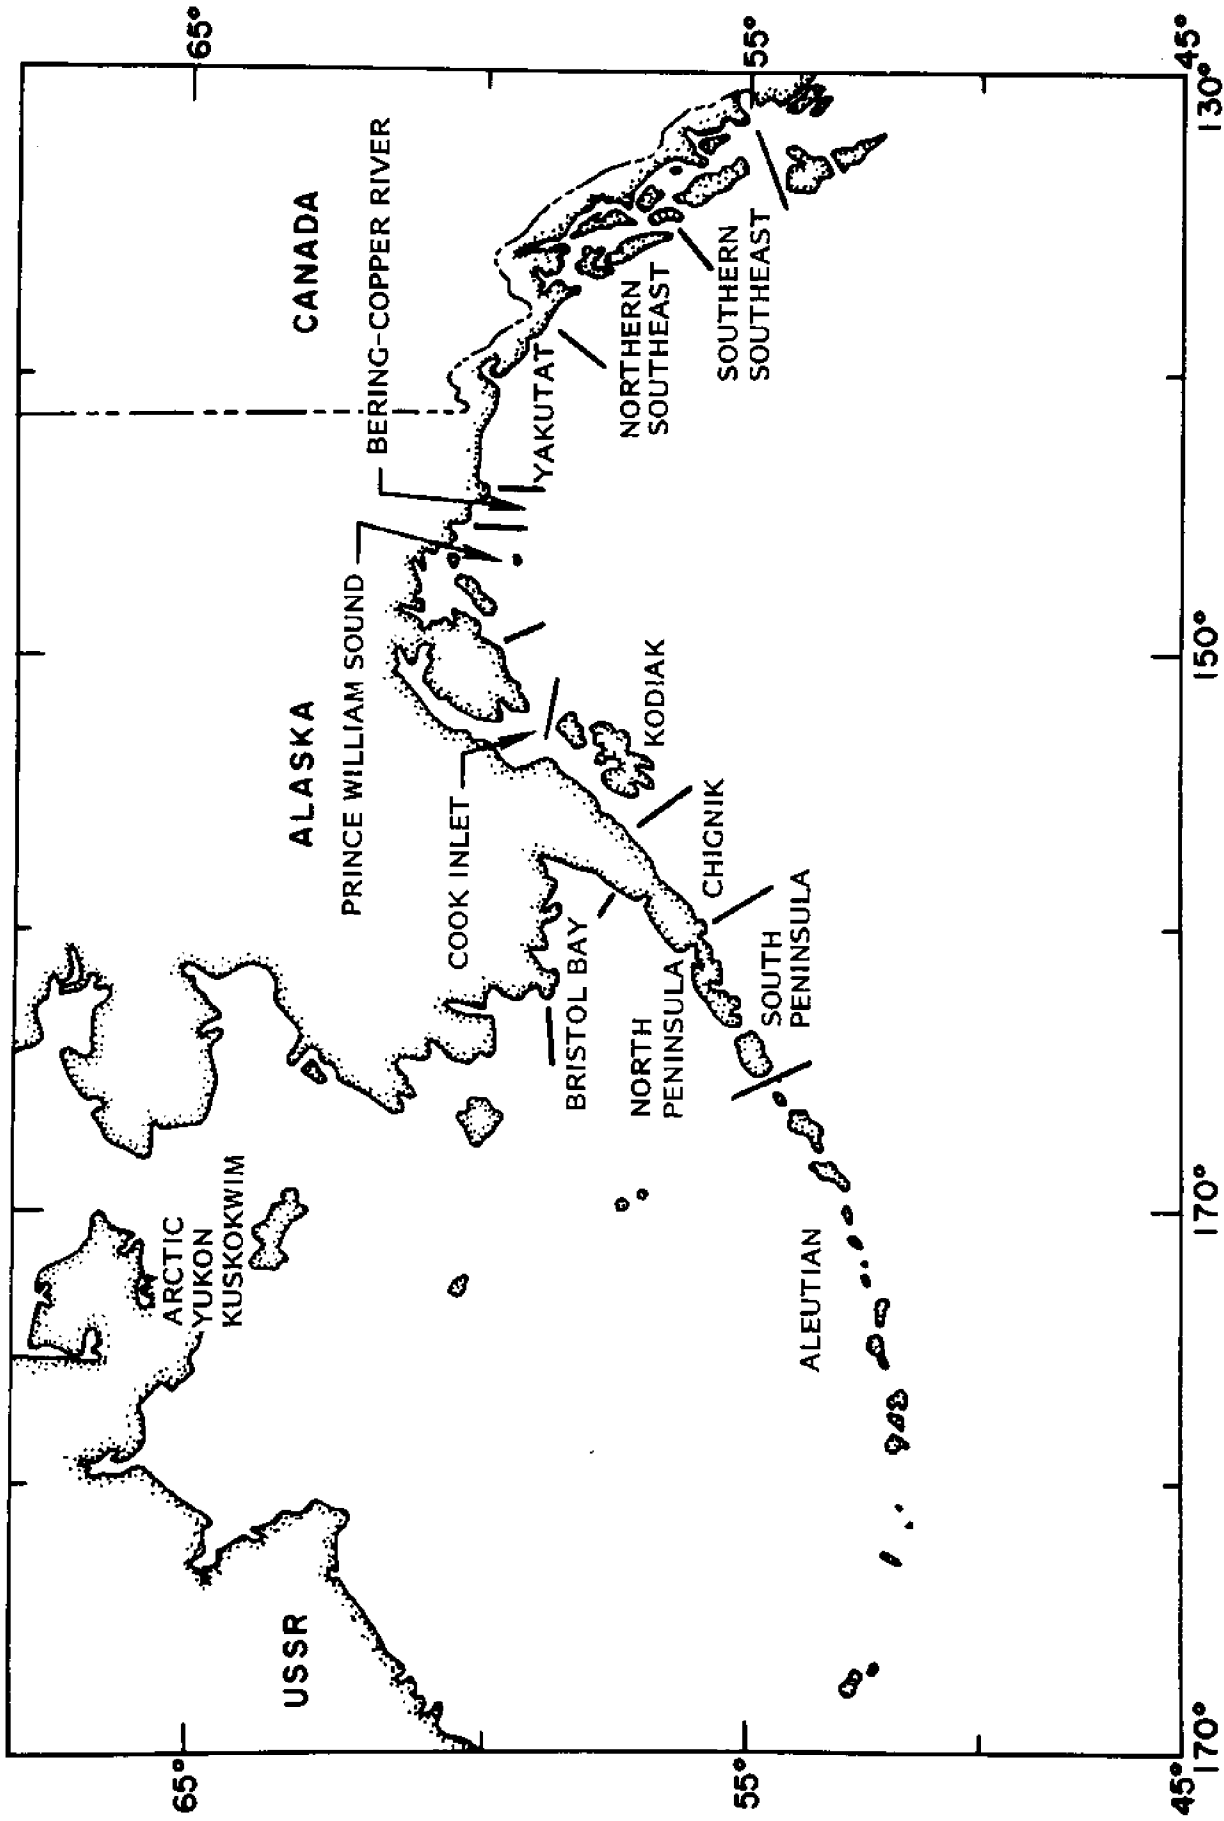 65°
55°
45°
130°
150°
170°
170°
65°
55°
45°
USSR
ALASKA
CANADA
ARCTIC
YUKON
KUSKOKWIM
PRINCE WILLIAM SOUND
BERING-COPPER RIVER
COOK INLET
YAKUTAT
BRISTOL BAY
NORTHERN
SOUTHEAST
NORTH
PENINSULA
KODIAK
CHIGNIK
SOUTHERN
SOUTHEAST
SOUTH
PENINSULA
ALEUTIAN